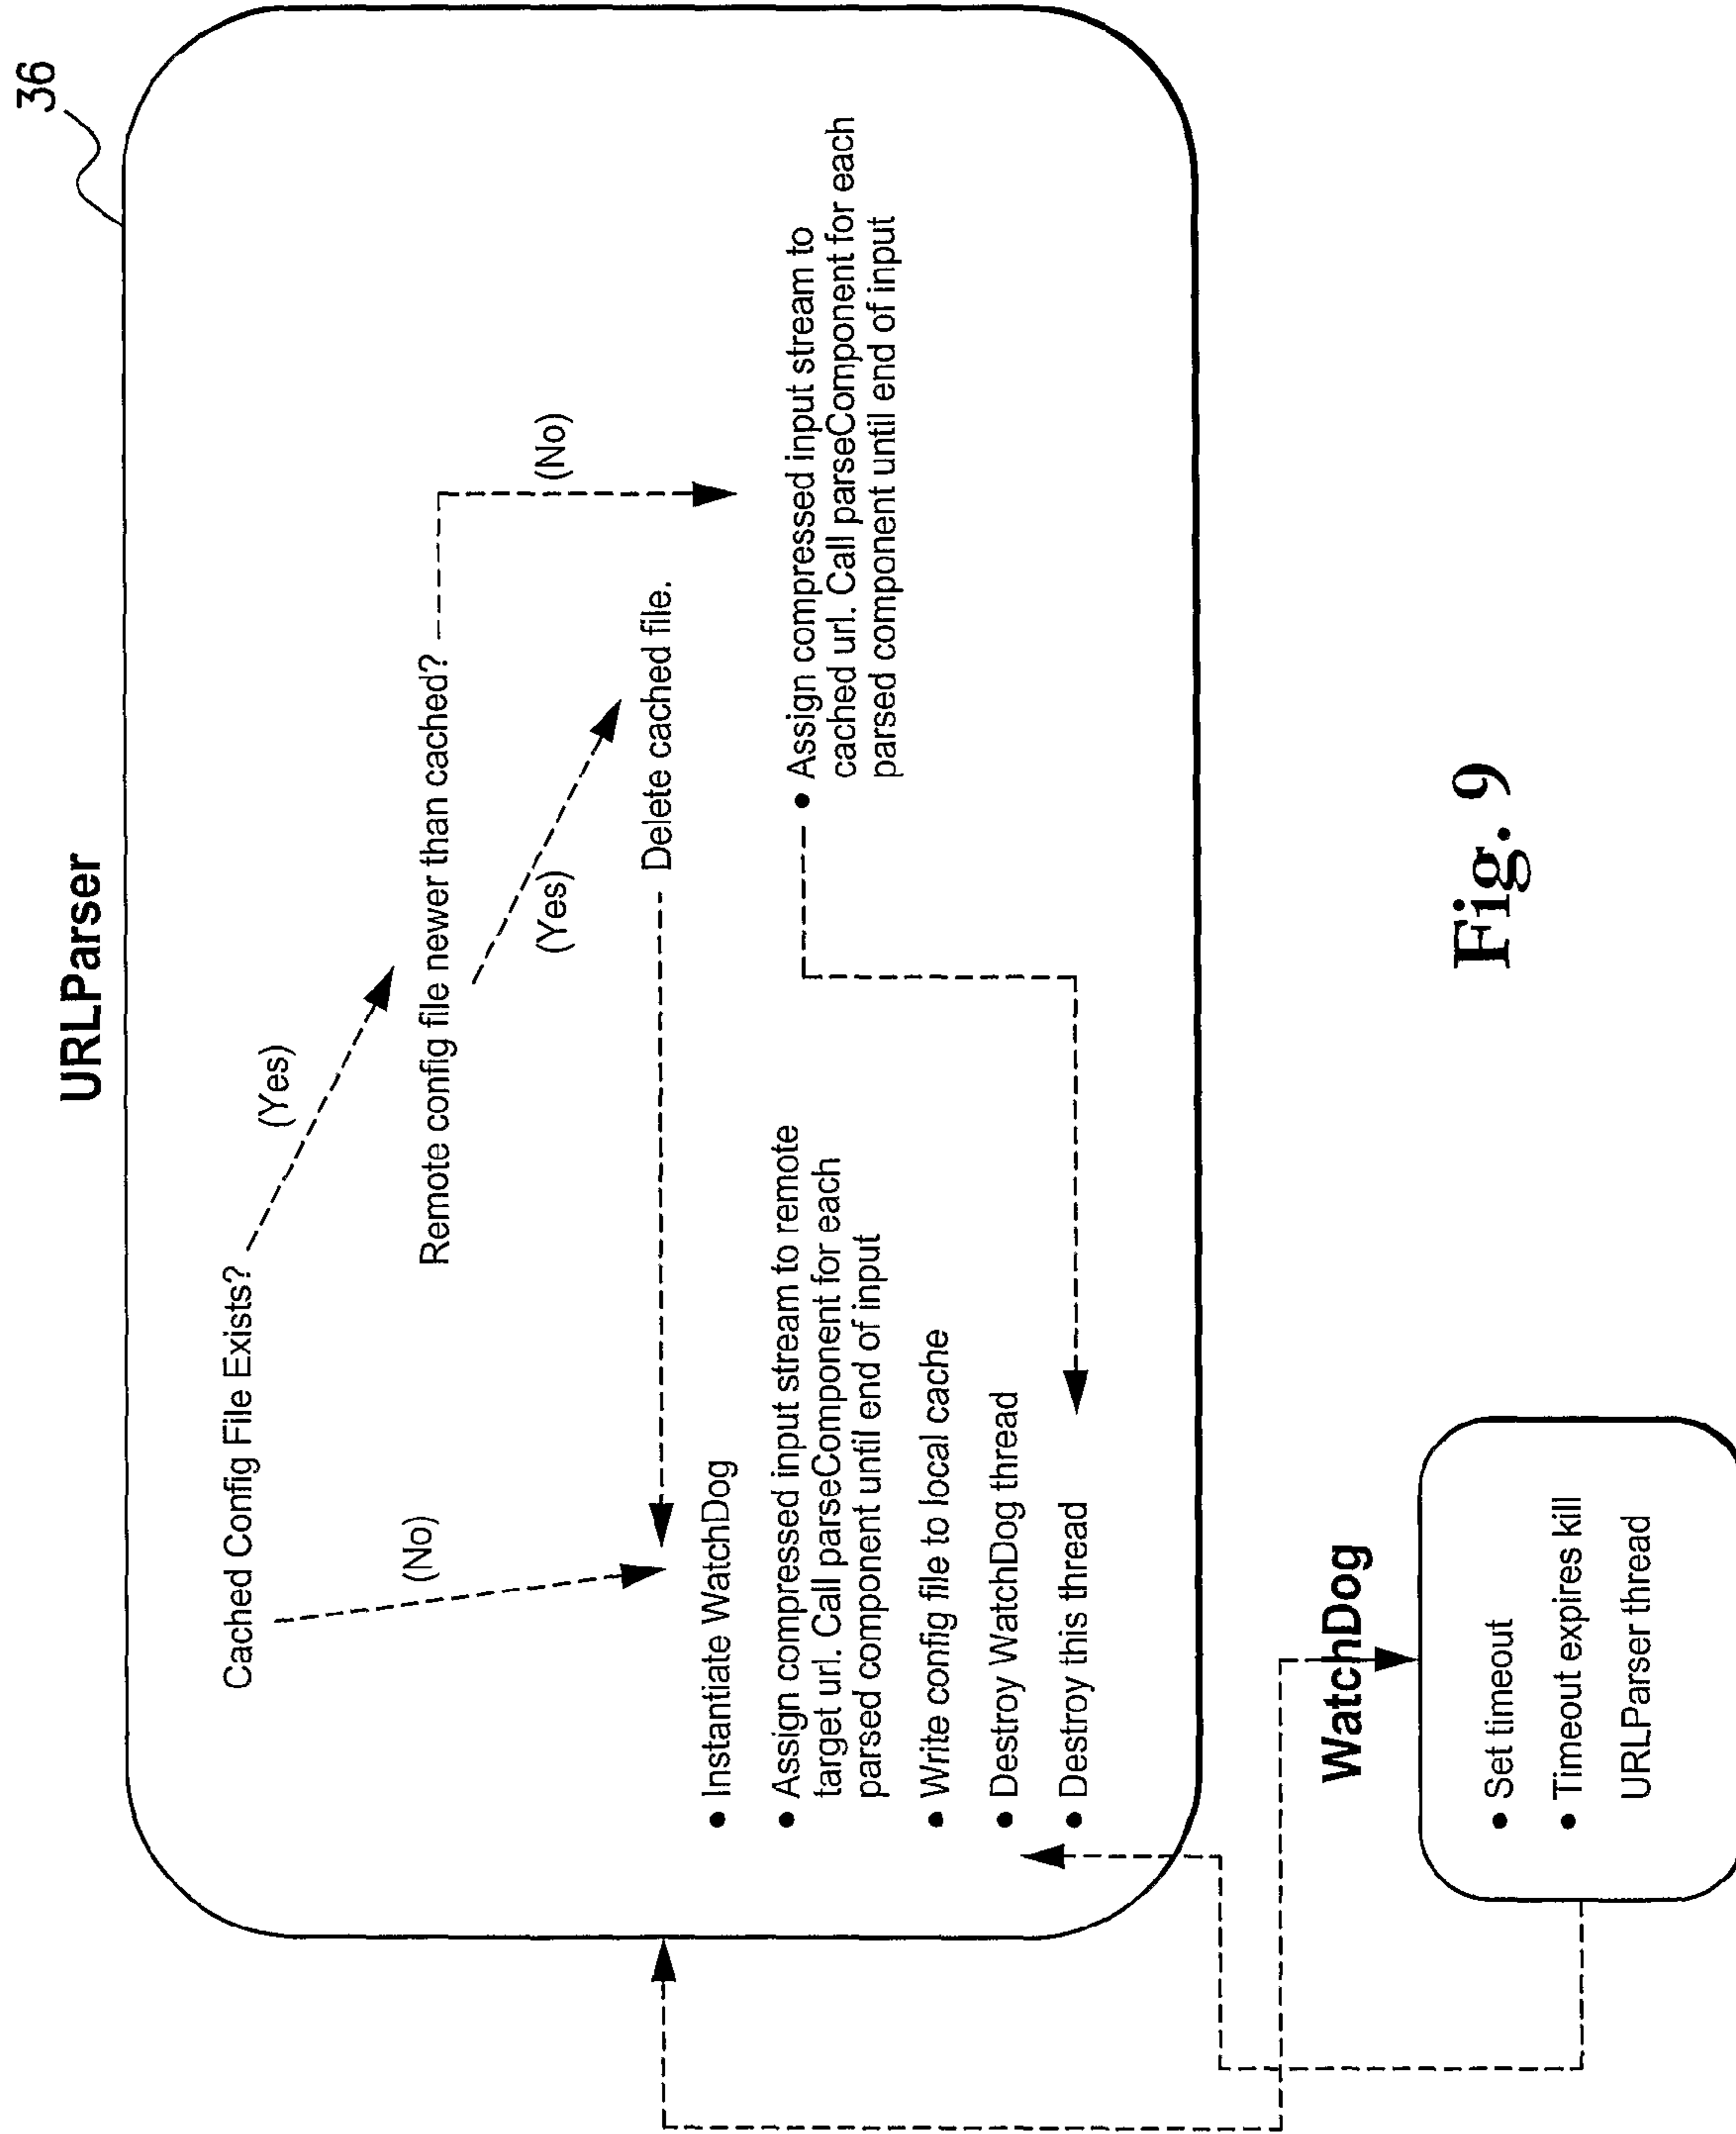 URLParser
36
Cached Config File Exists?
(Yes)
(No)
Remote config file newer than cached?
(Yes)
(No)
Delete cached file.
• Instantiate WatchDog
• Assign compressed input stream to remote
target url. Call parseComponent for each
parsed component until end of input
• Write config file to local cache
• Destroy WatchDog thread
• Destroy this thread
• Assign compressed input stream to
cached url. Call parseComponent for each
parsed component until end of input
WatchDog
• Set timeout
• Timeout expires kill
URLParser thread
Fig. 9